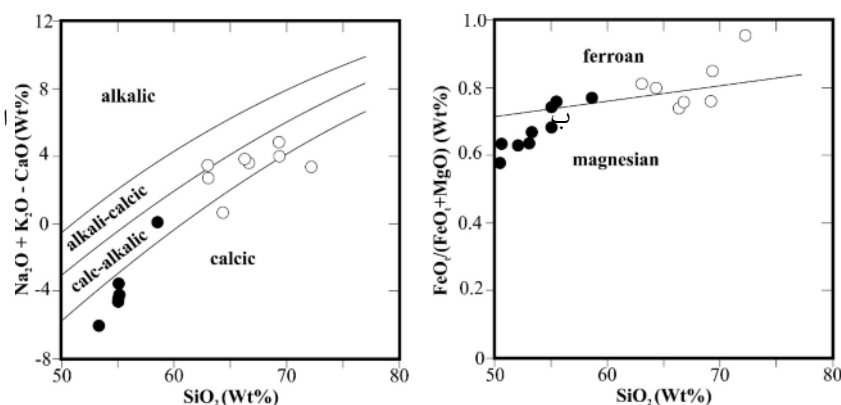 12
8
4
0
-4
-8
50
60
70
80
SiO₂ (Wt%)
Na₂O + K₂O - CaO (Wt%)
alkalic
alkali-calcic
calc-alkalic
calcic
1.0
0.8
0.6
0.4
0.2
0
50
60
70
80
SiO₂ (Wt%)
FeOₜ/(FeOₜ+MgO) (Wt%)
ferroan
magnesian